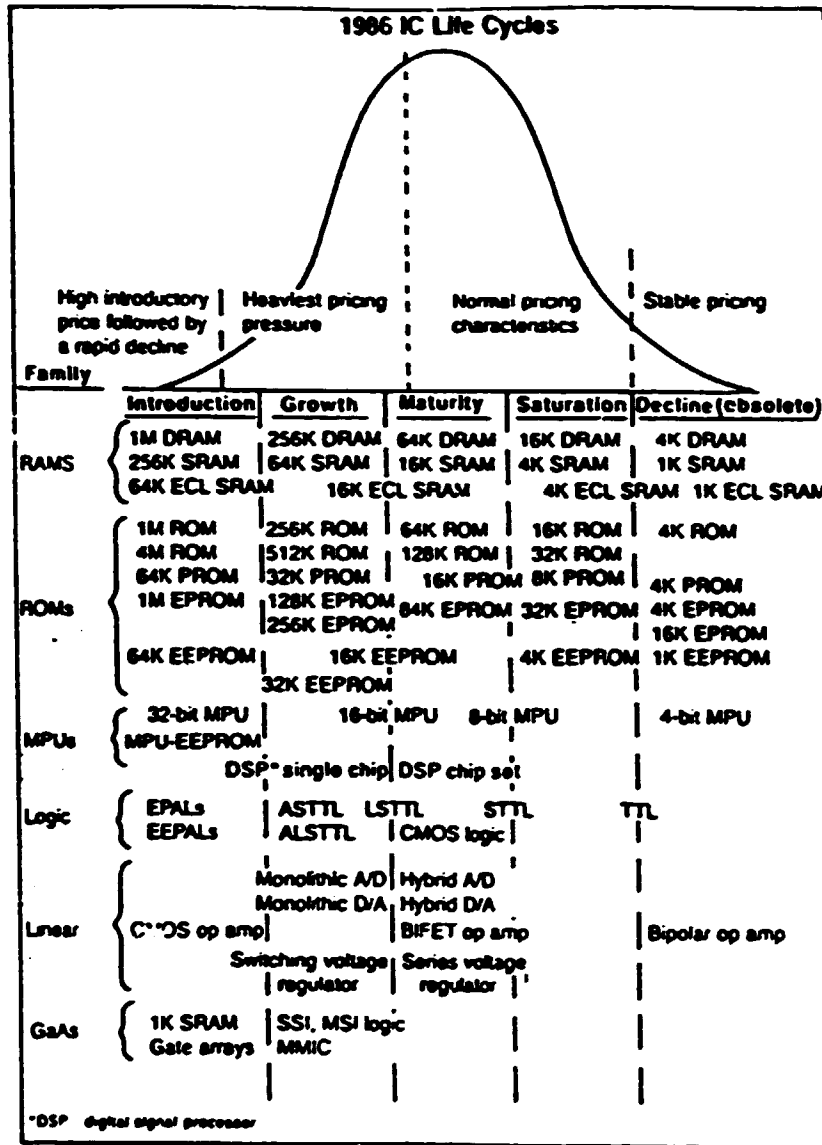 1986 IC Life Cycles
High introductory price followed by a rapid decline
Heaviest pricing pressure
Normal pricing characteristics
Stable pricing
Family
Introduction Growth Maturity Saturation Decline (obsolete)
RAMS
1M DRAM 256K DRAM 64K DRAM 16K DRAM 4K DRAM
256K SRAM 64K SRAM 16K SRAM 4K SRAM 1K SRAM
64K ECL SRAM 16K ECL SRAM 4K ECL SRAM 1K ECL SRAM
ROMs
1M ROM 256K ROM 64K ROM 16K ROM 4K ROM
4M ROM 512K ROM 128K ROM 32K ROM
64K PROM 32K PROM 16K PROM 8K PROM 4K PROM
1M EPROM 128K EPROM 64K EPROM 32K EPROM 4K EPROM
256K EPROM 16K EPROM
64K EEPROM 16K EEPROM 4K EEPROM 1K EEPROM
32K EEPROM
MPUs
32-bit MPU 16-bit MPU 8-bit MPU 4-bit MPU
MPU-EEPROM
DSP* single chip DSP chip set
Logic
EPALs ASTTL LSTTL STTL TTL
EEPALs ALSTTL CMOS logic
Linear
Monolithic A/D Hybrid A/D
Monolithic D/A Hybrid D/A
op amp BIFET op amp Bipolar op amp
Switching voltage regulator Series voltage regulator
GaAs
1K SRAM SSI, MSI logic
Gate arrays MMIC
*DSP digital signal processor